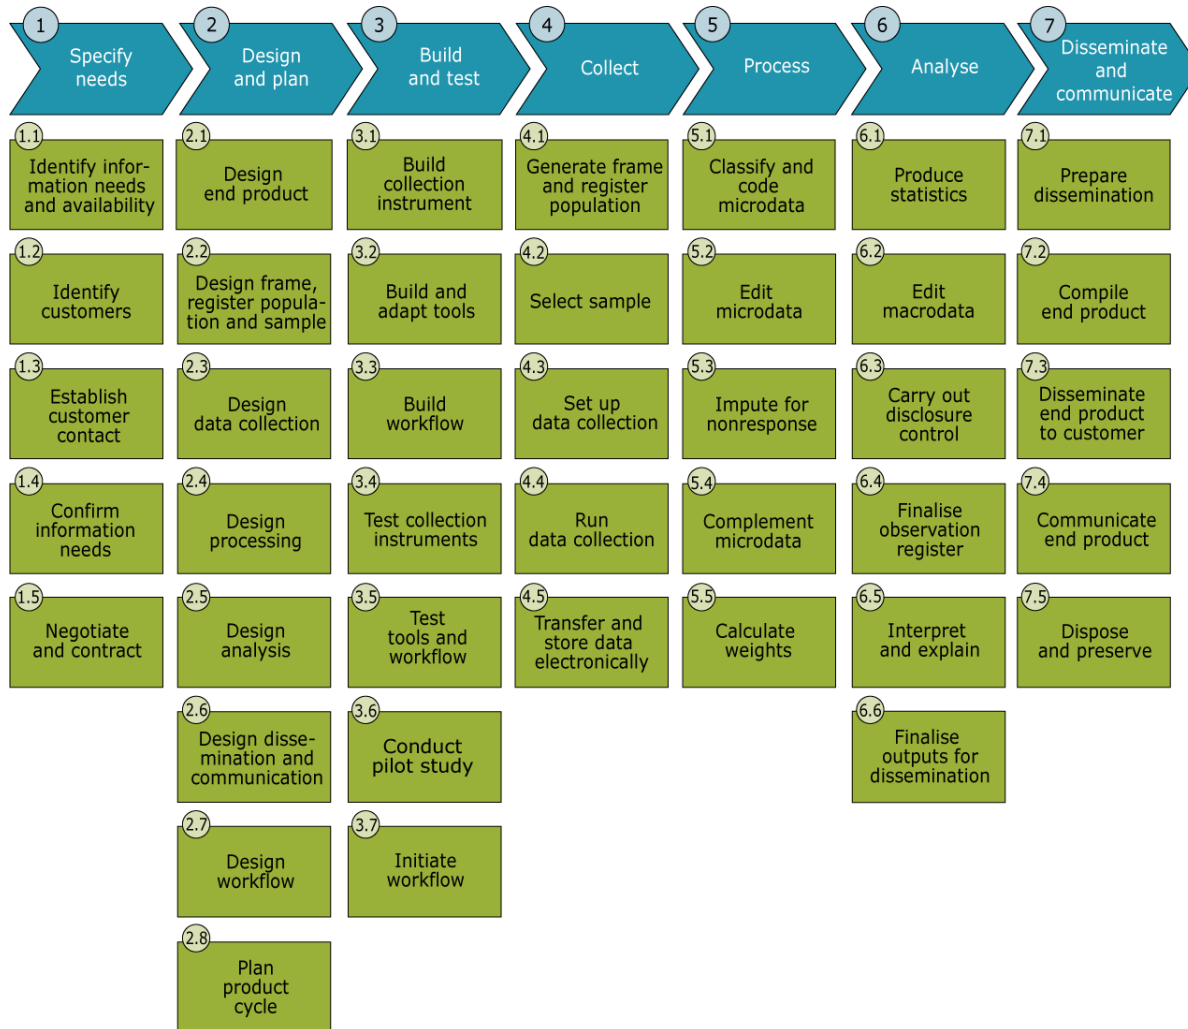 1
Specify
needs
2
Design
and plan
3
Build
and test
4
Collect
5
Process
6
Analyse
7
Disseminate
and
communicate
1.1
Identify infor-
mation needs
and availability
1.2
Identify
customers
1.3
Establish
customer
contact
1.4
Confirm
information
needs
1.5
Negotiate
and contract
2.1
Design
end product
2.2
Design frame,
register popula-
tion and sample
2.3
Design
data collection
2.4
Design
processing
2.5
Design
analysis
2.6
Design disse-
mination and
communication
2.7
Design
workflow
2.8
Plan
product
cycle
3.1
Build
collection
instrument
3.2
Build and
adapt tools
3.3
Build
workflow
3.4
Test collection
instruments
3.5
Test
tools and
workflow
3.6
Conduct
pilot study
3.7
Initiate
workflow
4.1
Generate frame
and register
population
4.2
Select sample
4.3
Set up
data collection
4.4
Run
data collection
4.5
Transfer and
store data
electronically
5.1
Classify and
code
microdata
5.2
Edit
microdata
5.3
Impute for
nonresponse
5.4
Complement
microdata
5.5
Calculate
weights
6.1
Produce
statistics
6.2
Edit
macrodata
6.3
Carry out
disclosure
control
6.4
Finalise
observation
register
6.5
Interpret
and explain
6.6
Finalise
outputs for
dissemination
7.1
Prepare
dissemination
7.2
Compile
end product
7.3
Disseminate
end product
to customer
7.4
Communicate
end product
7.5
Dispose
and preserve